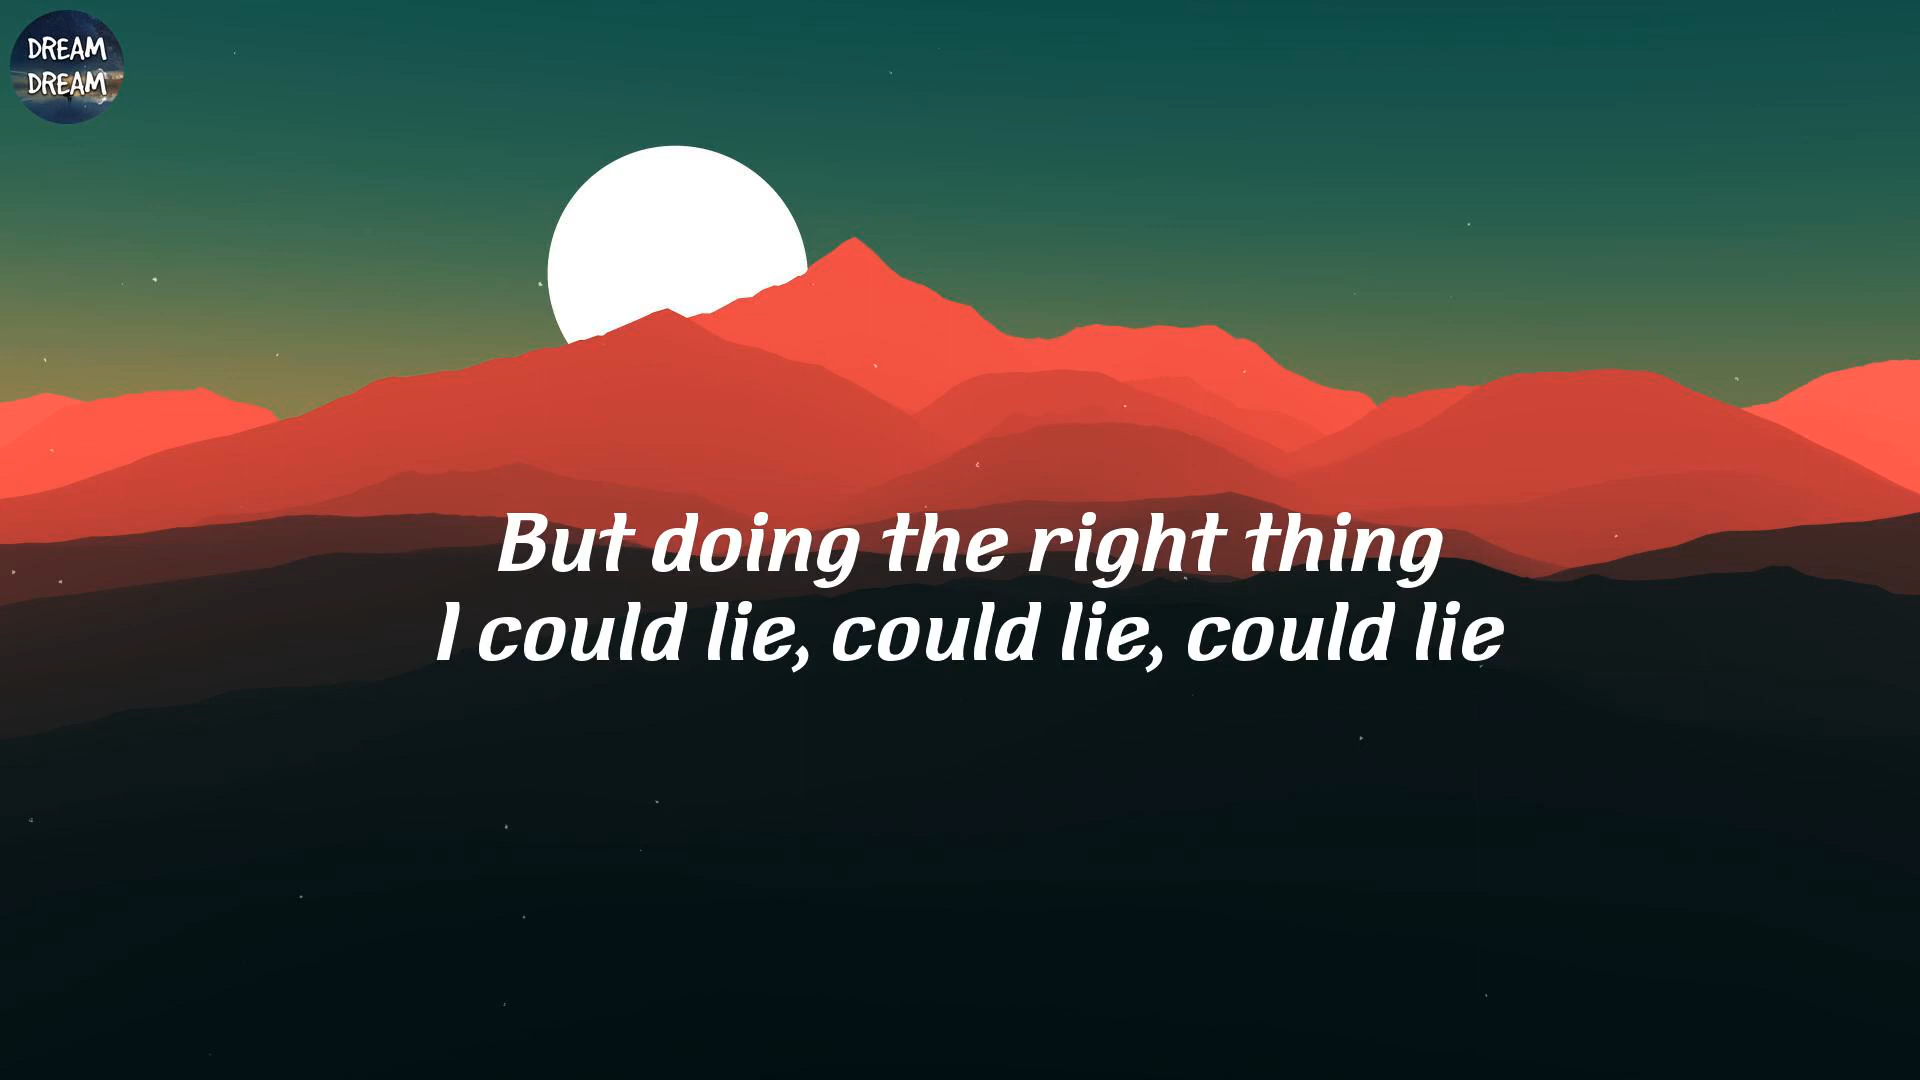 DREAM
DREAM
But doing the right thing
I could lie, could lie, could lie